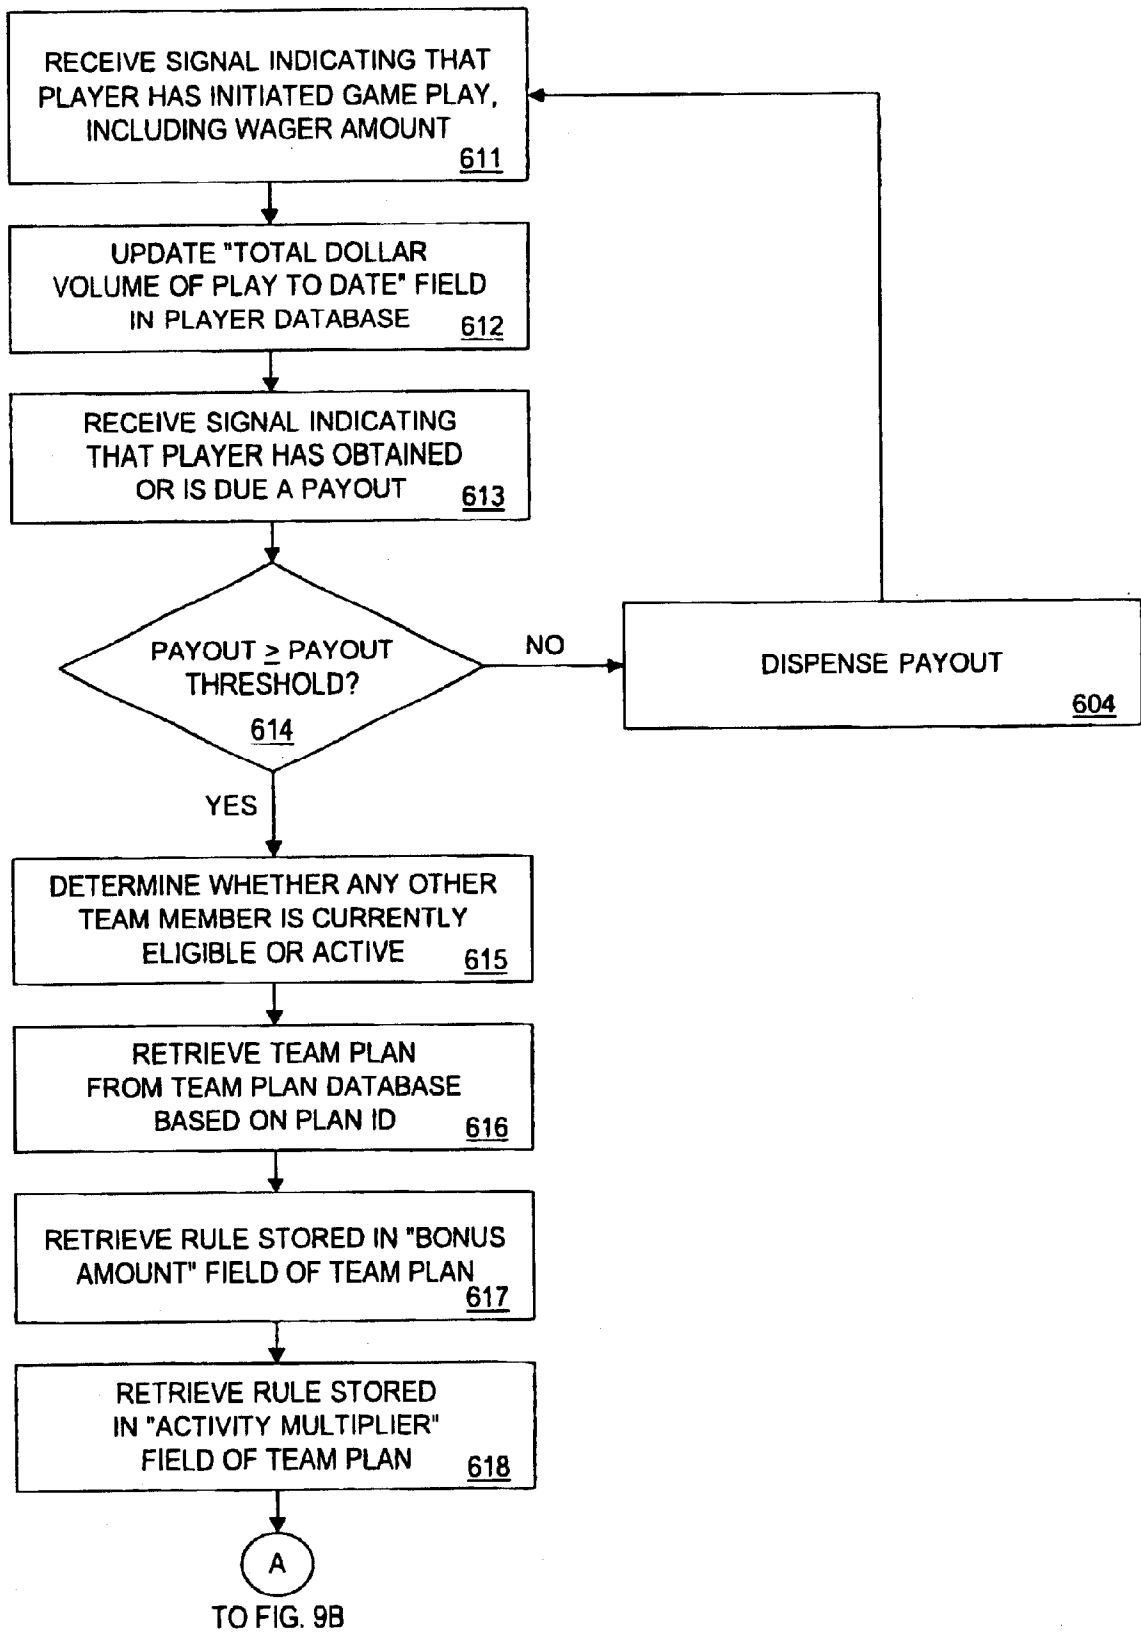 RECEIVE SIGNAL INDICATING THAT
PLAYER HAS INITIATED GAME PLAY,
INCLUDING WAGER AMOUNT
611
UPDATE "TOTAL DOLLAR
VOLUME OF PLAY TO DATE" FIELD
IN PLAYER DATABASE
612
RECEIVE SIGNAL INDICATING
THAT PLAYER HAS OBTAINED
OR IS DUE A PAYOUT
613
PAYOUT ≥ PAYOUT
THRESHOLD?
614
NO
DISPENSE PAYOUT
604
YES
DETERMINE WHETHER ANY OTHER
TEAM MEMBER IS CURRENTLY
ELIGIBLE OR ACTIVE
615
RETRIEVE TEAM PLAN
FROM TEAM PLAN DATABASE
BASED ON PLAN ID
616
RETRIEVE RULE STORED IN "BONUS
AMOUNT" FIELD OF TEAM PLAN
617
RETRIEVE RULE STORED
IN "ACTIVITY MULTIPLIER"
FIELD OF TEAM PLAN
618
A
TO FIG. 9B